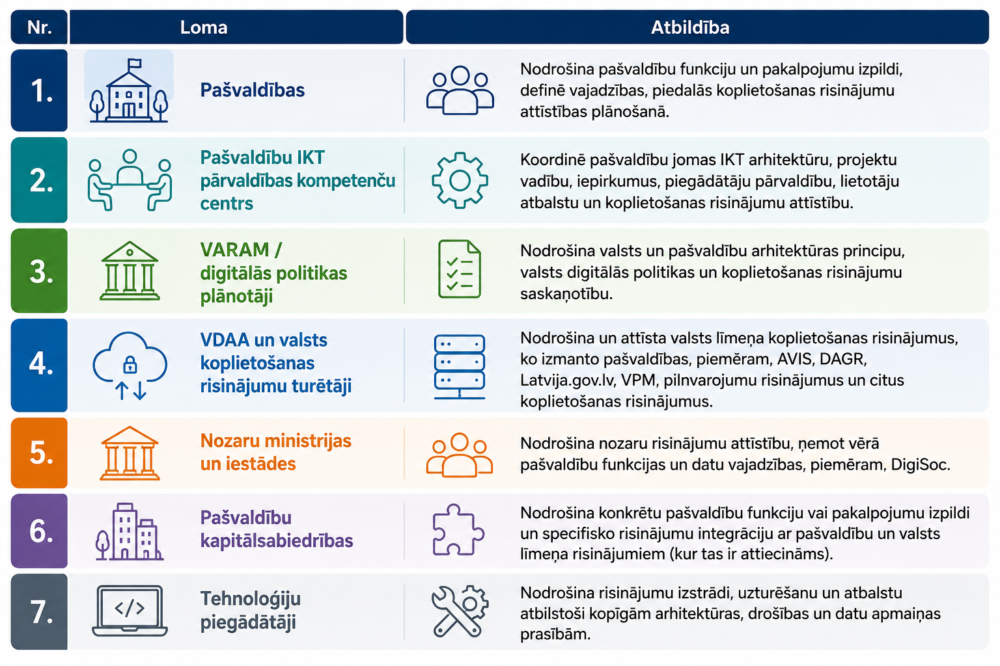 Nr.
Loma
Atbildība
1.
Pašvaldības
Nodrošina pašvaldību funkciju un pakalpojumu izpildi,
definē vajadzības, piedalās koplietošanas risinājumu
attīstības plānošanā.
2.
Pašvaldību IKT
pārvaldības kompetenču
centrs
Koordinē pašvaldību jomas IKT arhitektūru, projektu
vadību, iepirkumus, piegādātāju pārvaldību, lietotāju
atbalstu un koplietošanas risinājumu attīstību.
3.
VARAM /
digitālās politikas
plānotāji
Nodrošina valsts un pašvaldību arhitektūras principu,
valsts digitālās politikas un koplietošanas risinājumu
saskaņotību.
4.
VDAA un valsts
koplietošanas
risinājumu turētāji
Nodrošina un attīsta valsts līmeņa koplietošanas risinājumus,
ko izmanto pašvaldības, piemēram, AVIS, DAGR,
Latvija.gov.lv, VPM, pilnvarojumu risinājumus un citus
koplietošanas risinājumus.
5.
Nozaru ministrijas
un iestādes
Nodrošina nozaru risinājumu attīstību, ņemot vērā
pašvaldību funkcijas un datu vajadzības, piemēram, DigiSoc.
6.
Pašvaldību
kapitālsabiedrības
Nodrošina konkrētu pašvaldību funkciju vai pakalpojumu izpildi
un specifisko risinājumu integrāciju ar pašvaldību un valsts
līmeņa risinājumiem (kur tas ir attiecināms).
7.
</>
Tehnoloģiju
piegādātāji
Nodrošina risinājumu izstrādi, uzturēšanu un atbalstu
atbilstoši kopīgām arhitektūras, drošības un datu apmaiņas
prasībām.